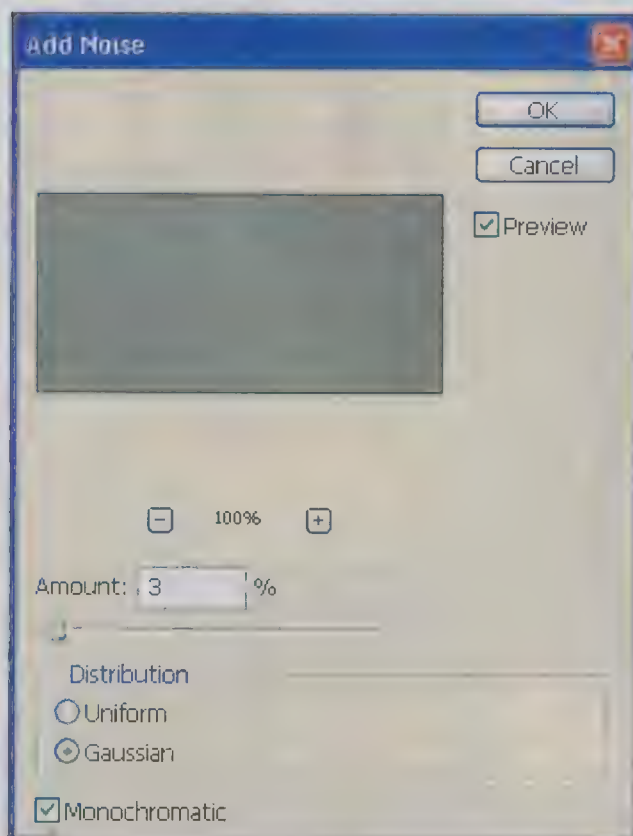 Add Noise
OK
Cancel
Preview
100%
Amount: 3 %
Distribution
Uniform
Gaussian
Monochromatic